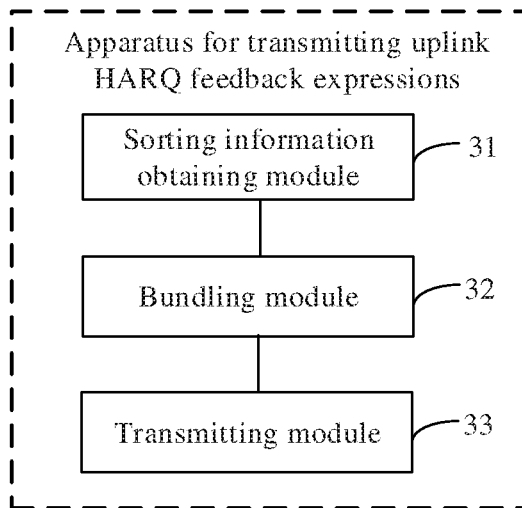 Apparatus for transmitting uplink
HARQ feedback expressions
Sorting information
obtaining module
31
Bundling module
32
Transmitting module
33